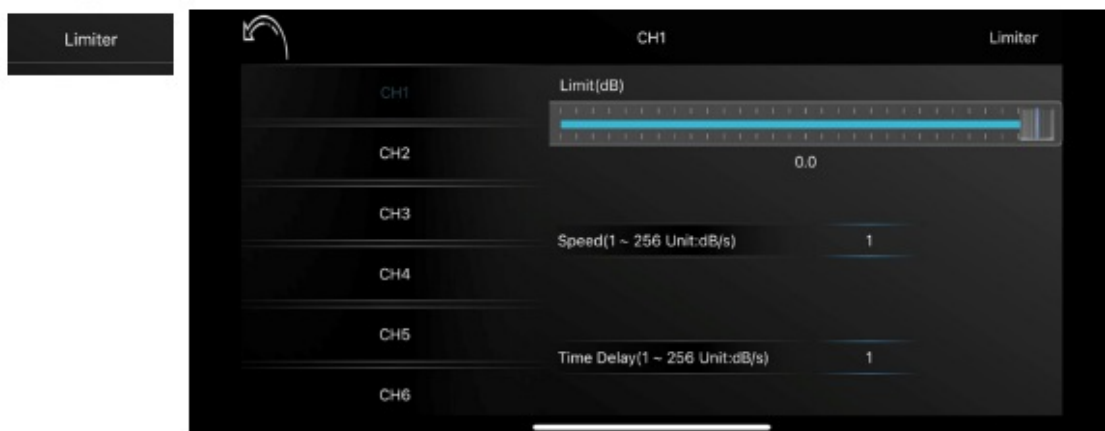 Limiter
CH1 Limiter
CH1
CH2
CH3
CH4
CH5
CH6
Limit(dB)
0.0
Speed(1 ~ 256 Unit:dB/s) 1
Time Delay(1 ~ 256 Unit:dB/s) 1